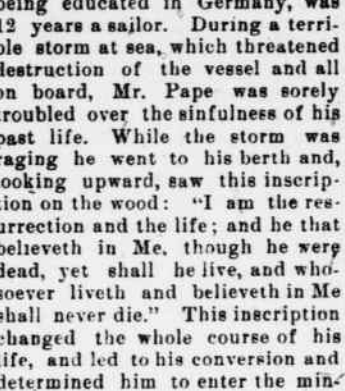 being educated in Germany, was
12 years a sailor. During a terri-
ble storm at sea, which threatened
destruction of the vessel and all
on board, Mr. Pape was sorely
troubled over the sinfulness of his
past life. While the storm was
raging he went to his berth and,
looking upward, saw this inscrip-
tion on the wood: "I am the res-
urrection and the life; and he that
believeth in Me, though he were
dead, yet shall he live, and who-
soever liveth and believeth in Me
shall never die." This inscription
changed the whole course of his
life, and led to his conversion and
determined him to enter the min-